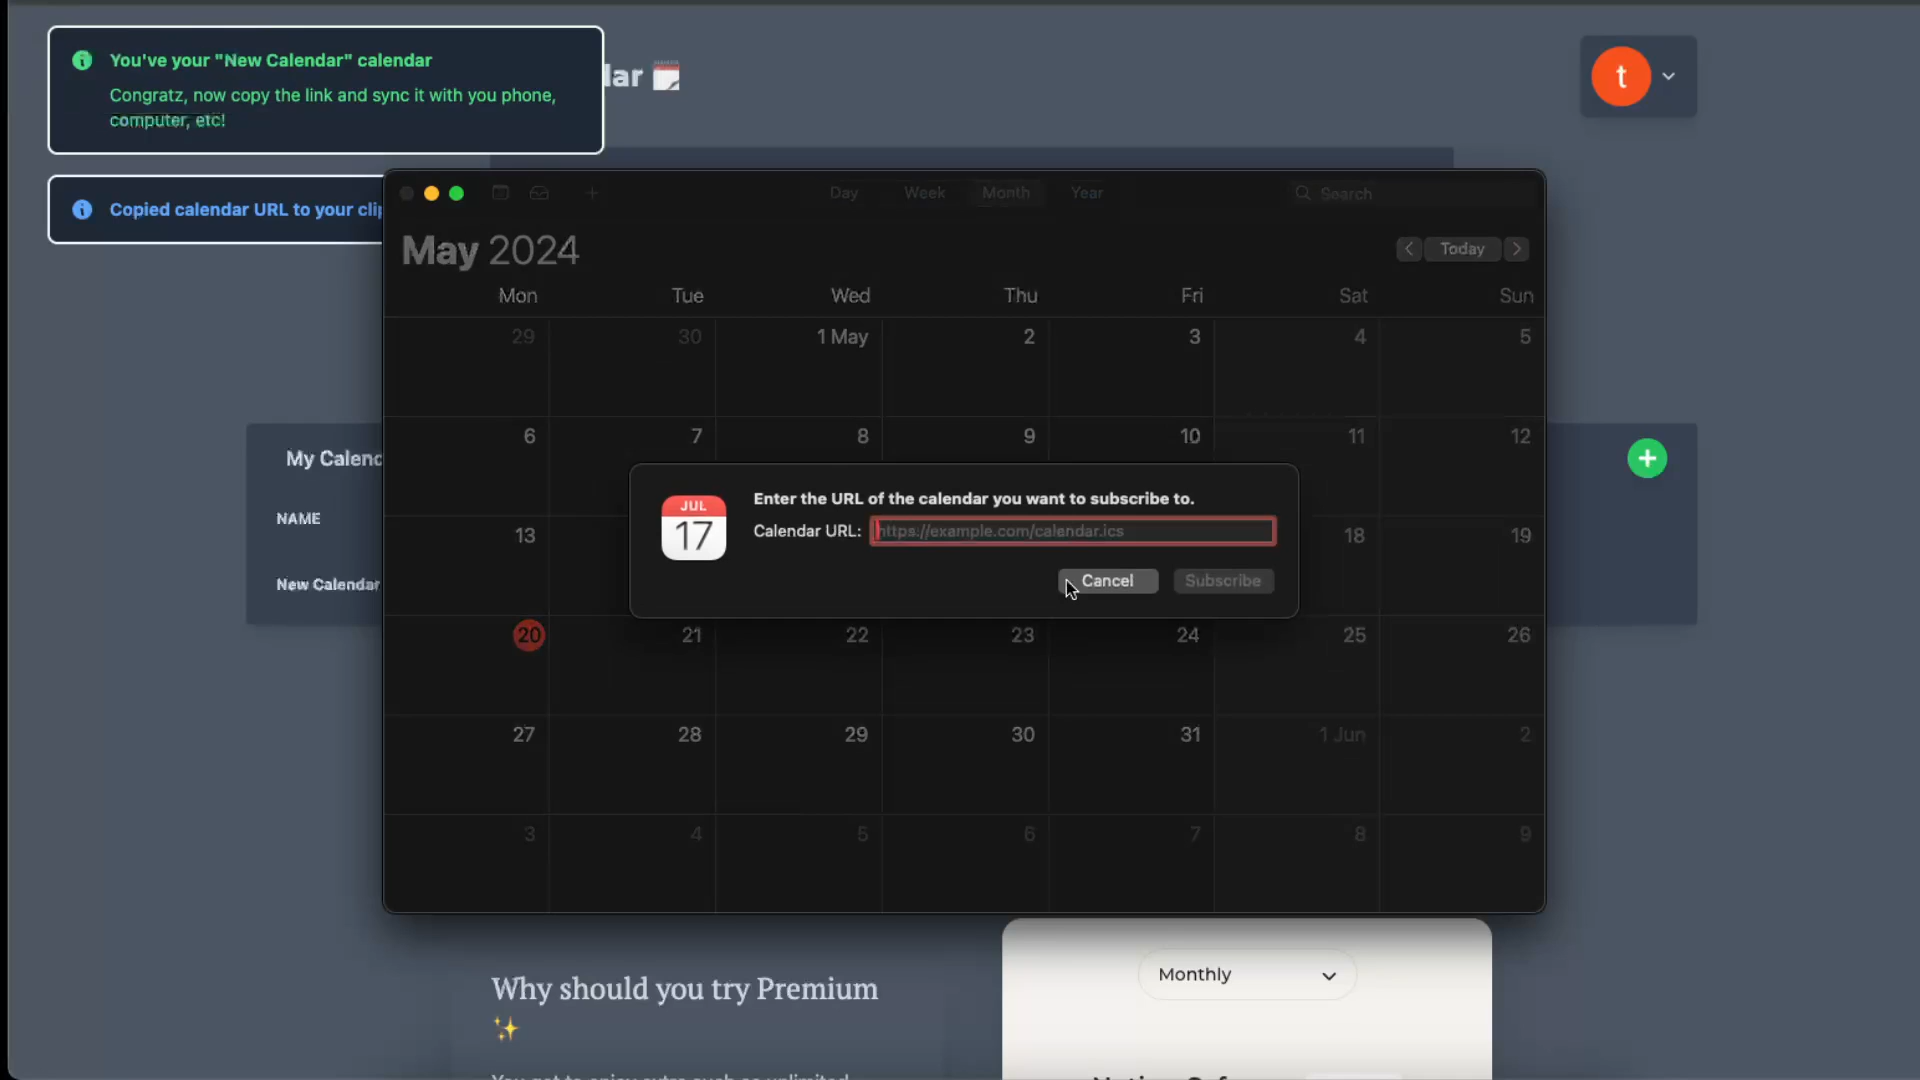 You've your "New Calendar" calendar
Congratz, now copy the link and sync it with you phone,
computer, etc!
lar
t
Copied calendar URL to your cli
Day Week Month Year
Search
May 2024
Today
Mon Tue Wed Thu Fri Sat Sun
29 30 1 May 2 3 4 5
6 7 8 9 10 11 12
My Calend
Enter the URL of the calendar you want to subscribe to.
JUL
17
Calendar URL: https://example.com/calendar.ics
Cancel Subscribe
NAME
New Calendar
13 18 19
20 21 22 23 24 25 26
27 28 29 30 31 1 Jun 2
3 4 5 6 7 8 9
Why should you try Premium
Monthly